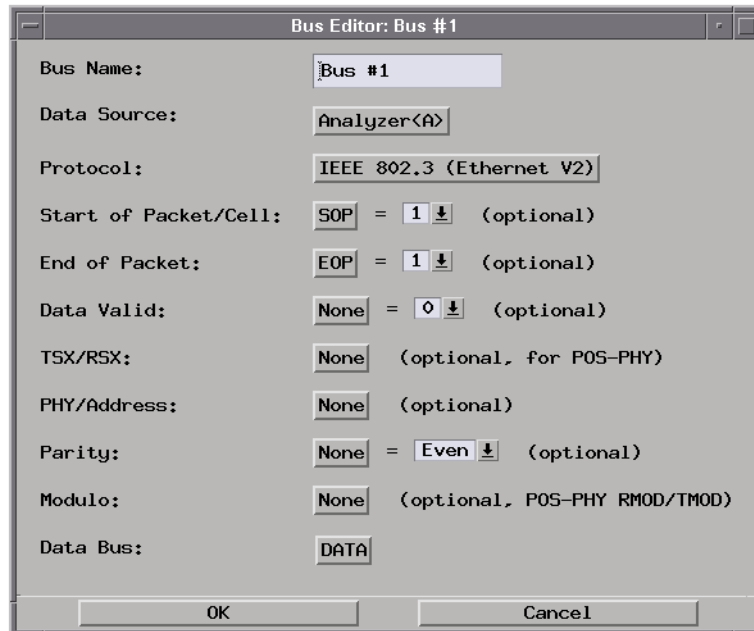 Bus Editor: Bus #1
Bus Name: Bus #1
Data Source: Analyzer<A>
Protocol: IEEE 802.3 (Ethernet V2)
Start of Packet/Cell: SOP = 1 (optional)
End of Packet: EOP = 1 (optional)
Data Valid: None = 0 (optional)
TSX/RSX: None (optional, for POS-PHY)
PHY/Address: None (optional)
Parity: None = Even (optional)
Modulo: None (optional, POS-PHY RMOD/TMOD)
Data Bus: DATA
OK Cancel